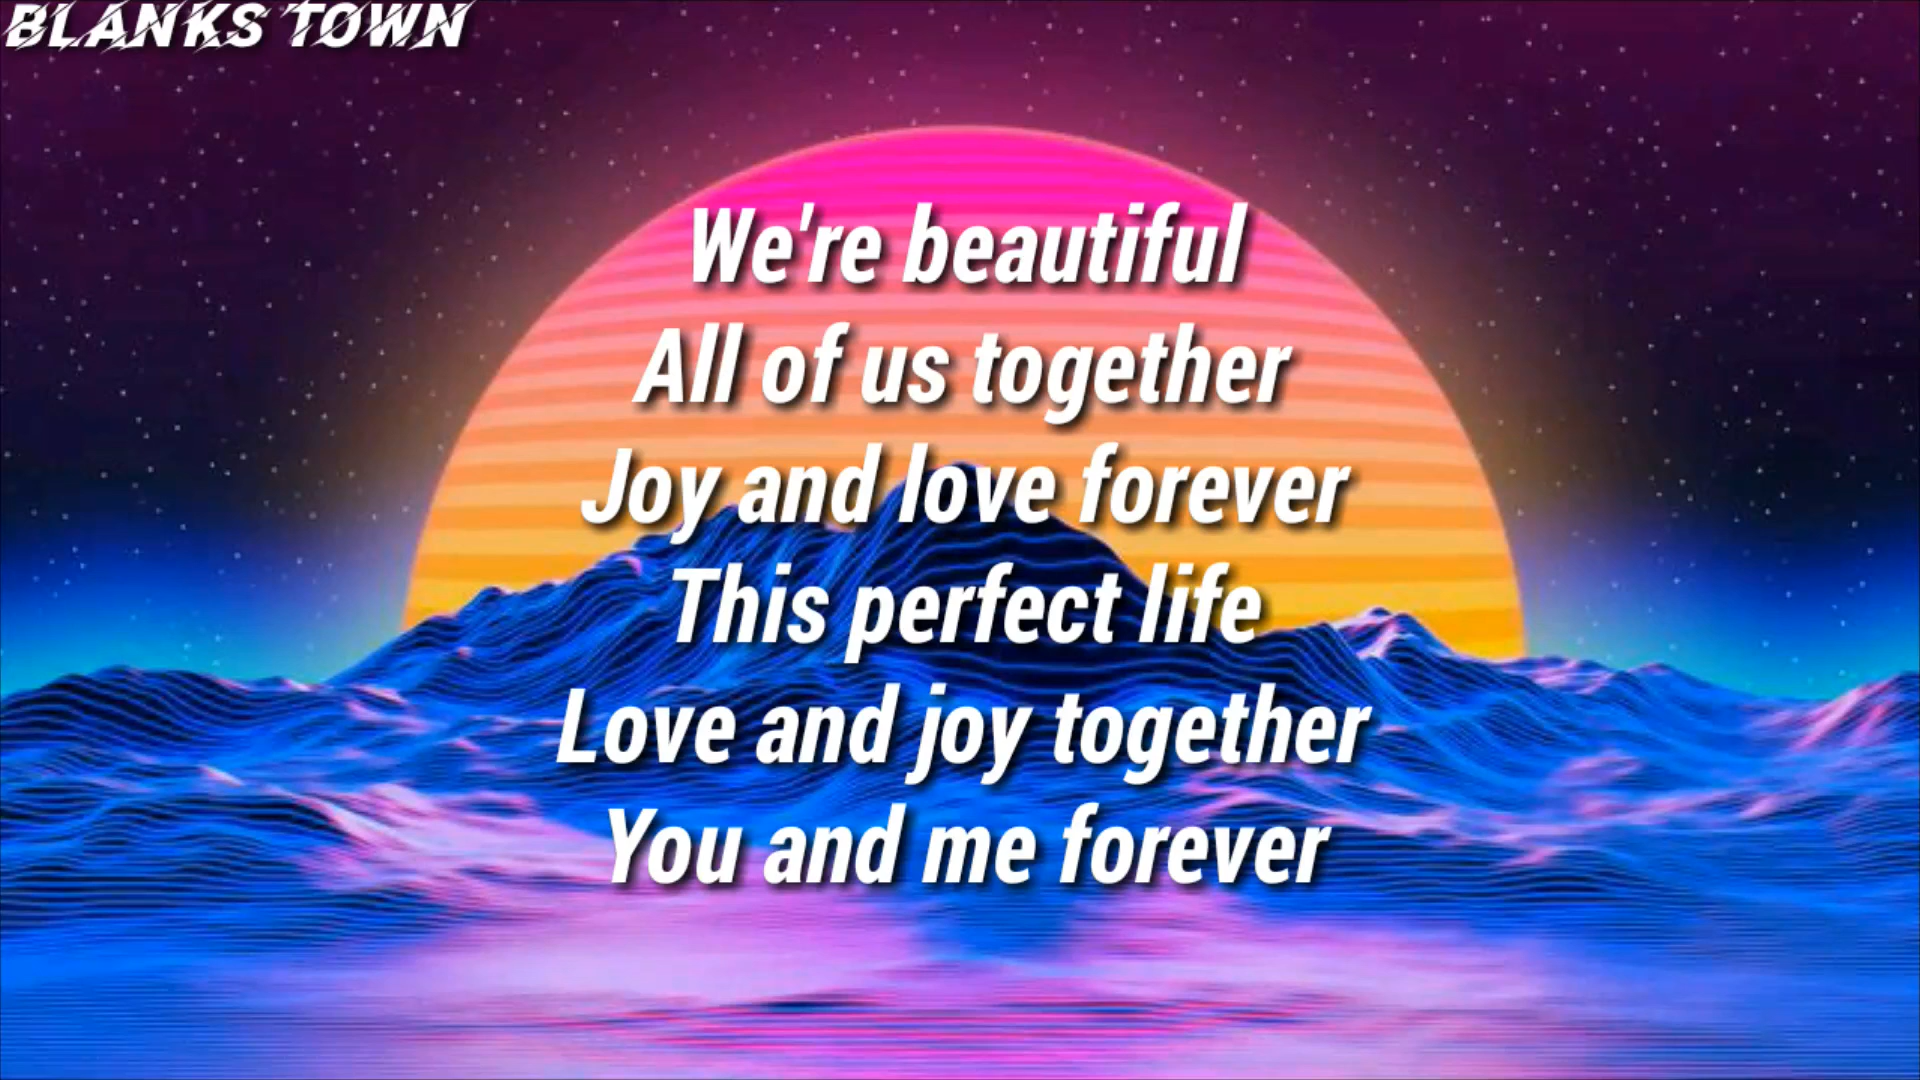 BLANKS TOWN
We're beautiful
All of us together
Joy and love forever
This perfect life
Love and joy together
You and me forever